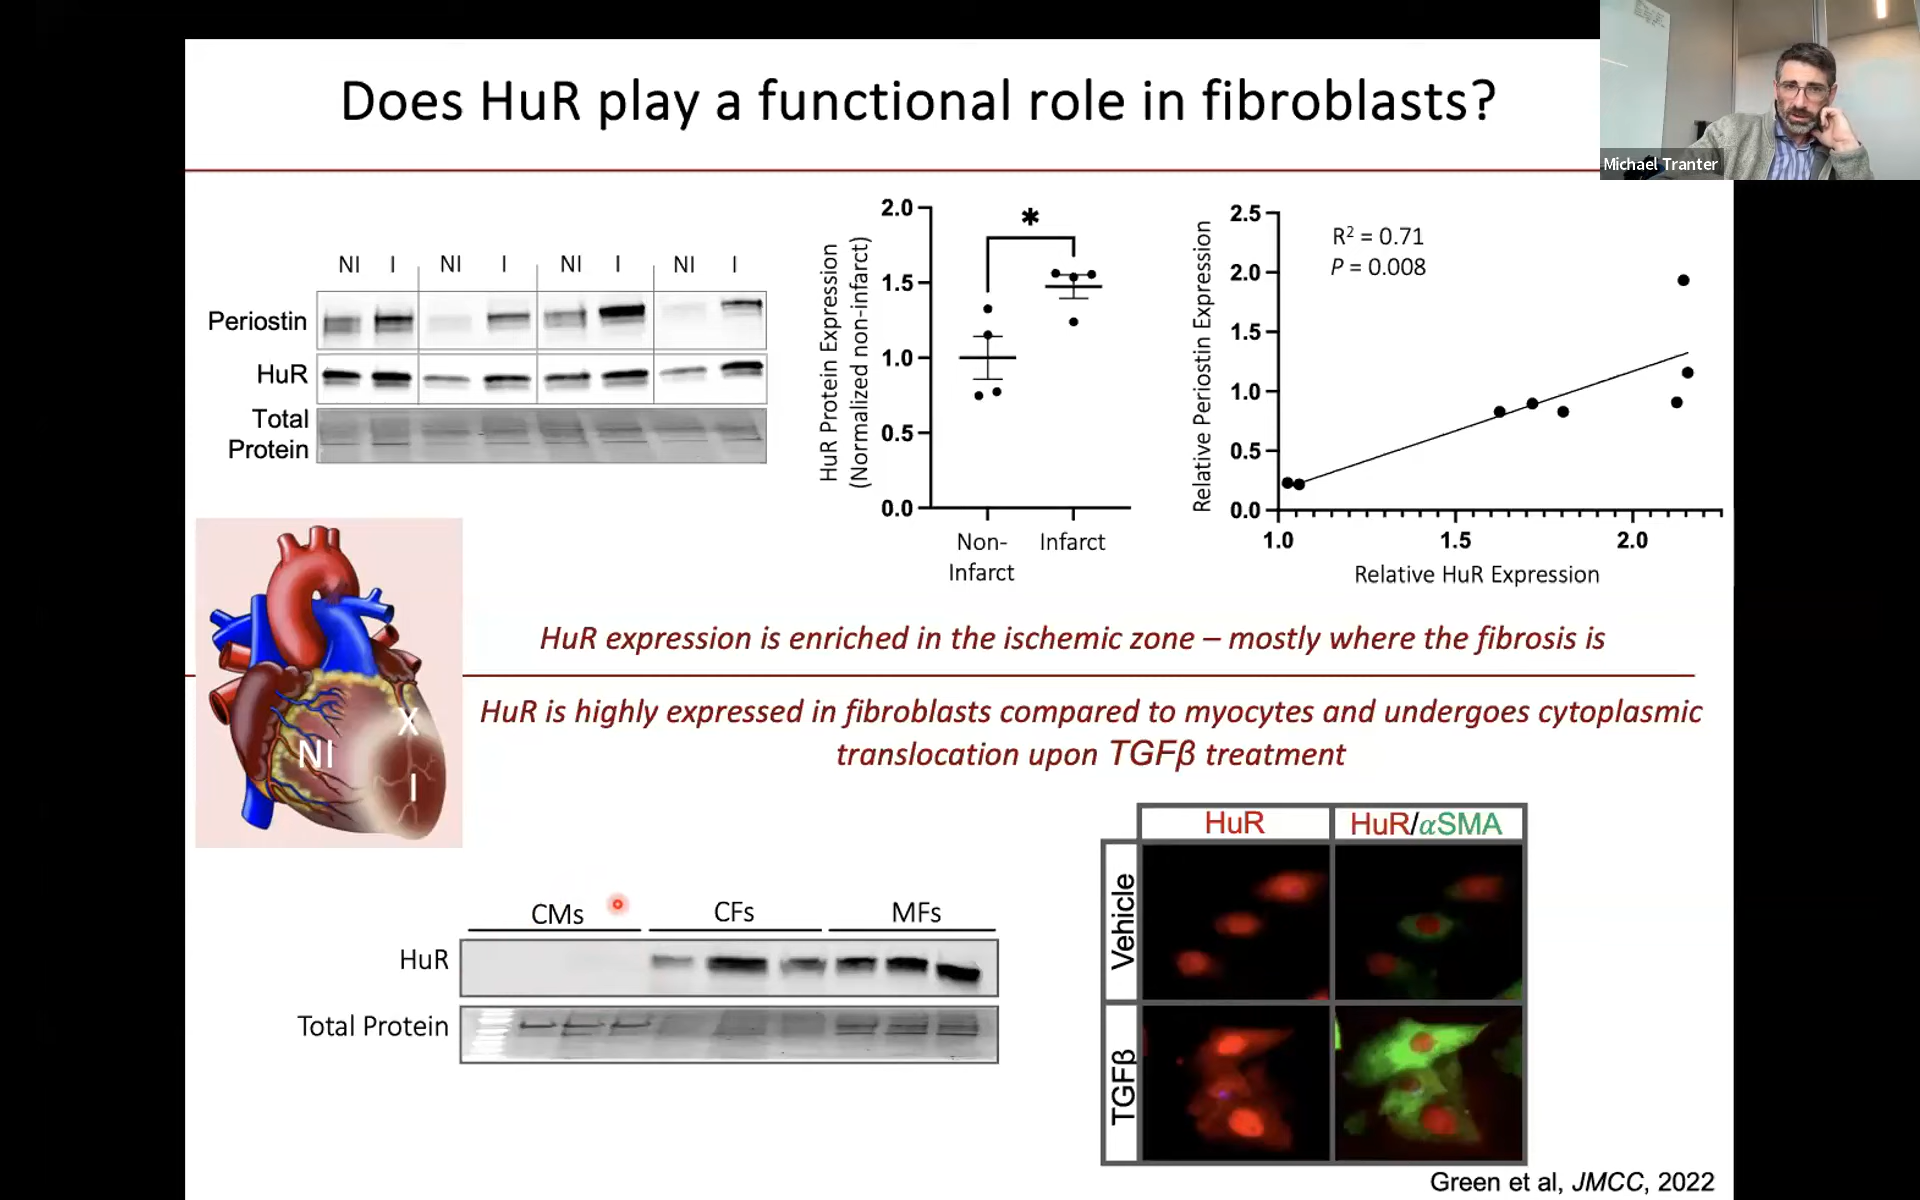 Does HuR play a functional role in fibroblasts?
Michael Tranter
NI I NI I NI I NI I
Periostin
HuR
Total
Protein
HuR Protein Expression
(Normalized non-infarct)
2.0
1.5
1.0
0.5
0.0
*
Non-
Infarct
Infarct
Relative Periostin Expression
2.5
2.0
1.5
1.0
0.5
0.0
R² = 0.71
P = 0.008
1.0 1.5 2.0
Relative HuR Expression
HuR expression is enriched in the ischemic zone – mostly where the fibrosis is
HuR is highly expressed in fibroblasts compared to myocytes and undergoes cytoplasmic
translocation upon TGFβ treatment
X
NI
I
CMs CFs MFs
HuR
Total Protein
HuR HuR/αSMA
Vehicle
TGFβ
Green et al, JMCC, 2022